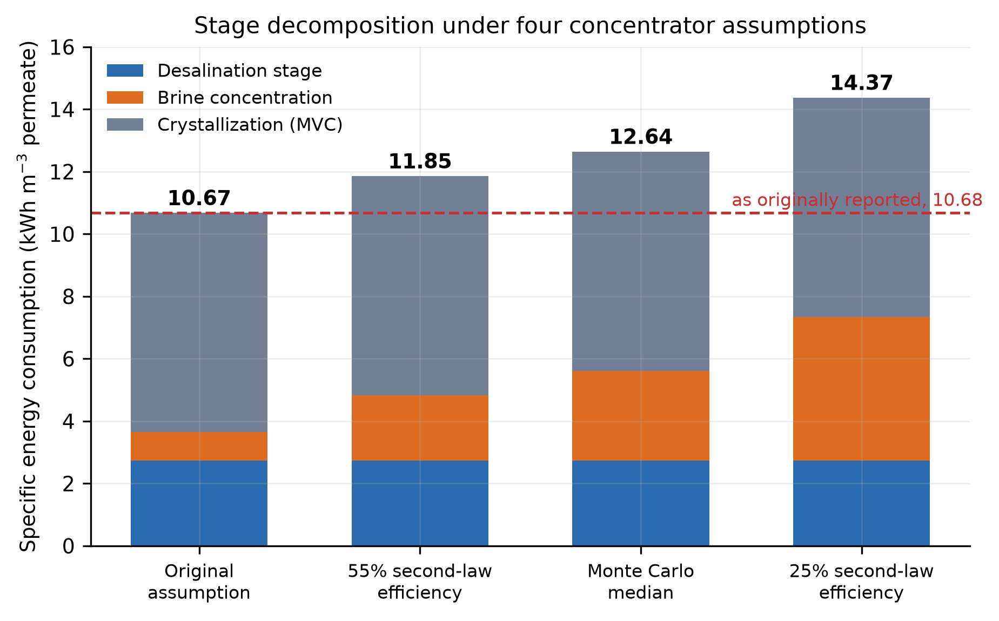 Stage decomposition under four concentrator assumptions
Specific energy consumption (kWh m⁻³ permeate)
16
14
12
10
8
6
4
2
0
Desalination stage
Brine concentration
Crystallization (MVC)
10.67
11.85
12.64
14.37
as originally reported, 10.68
Original
assumption
55% second-law
efficiency
Monte Carlo
median
25% second-law
efficiency